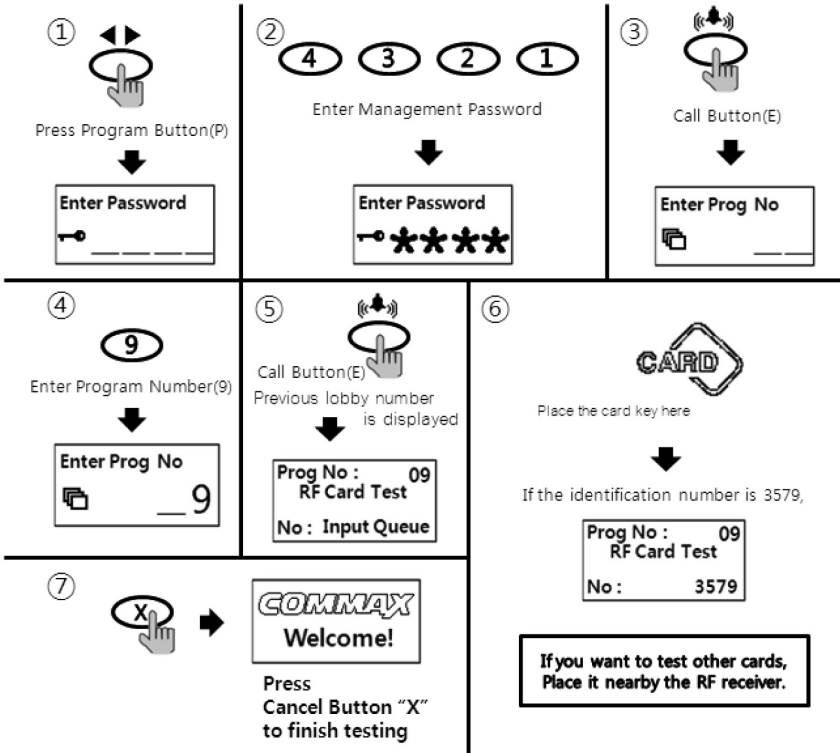 ①
Press Program Button(P)
Enter Password
_ _ _ _
②
4 3 2 1
Enter Management Password
Enter Password
****
③
Call Button(E)
Enter Prog No
_ _
④
9
Enter Program Number(9)
Enter Prog No
_9
⑤
Call Button(E)
Previous lobby number
is displayed
Prog No : 09
RF Card Test
No : Input Queue
⑥
CARD
Place the card key here
If the identification number is 3579,
Prog No : 09
RF Card Test
No : 3579
If you want to test other cards,
Place it nearby the RF receiver.
⑦
X
COMMAX
Welcome!
Press
Cancel Button “X”
to finish testing